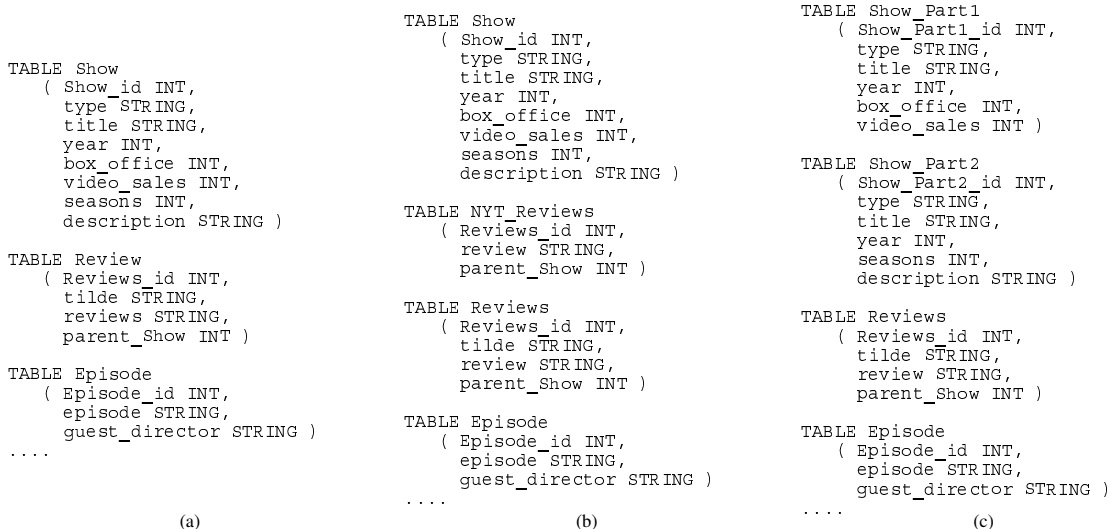 TABLE Show
( Show_id INT,
type STRING,
title STRING,
year INT,
box_office INT,
video_sales INT,
seasons INT,
description STRING )
TABLE Review
( Reviews_id INT,
tilde STRING,
reviews STRING,
parent_Show INT )
TABLE Episode
( Episode_id INT,
episode STRING,
guest_director STRING )
....
(a)
TABLE Show
( Show_id INT,
type STRING,
title STRING,
year INT,
box_office INT,
video_sales INT,
seasons INT,
description STRING )
TABLE NYT_Reviews
( Reviews_id INT,
review STRING,
parent_Show INT )
TABLE Reviews
( Reviews_id INT,
tilde STRING,
review STRING,
parent_Show INT )
TABLE Episode
( Episode_id INT,
episode STRING,
guest_director STRING )
....
(b)
TABLE Show_Part1
( Show_Part1_id INT,
type STRING,
title STRING,
year INT,
box_office INT,
video_sales INT )
TABLE Show_Part2
( Show_Part2_id INT,
type STRING,
title STRING,
year INT,
seasons INT,
description STRING )
TABLE Reviews
( Reviews_id INT,
tilde STRING,
review STRING,
parent_Show INT )
TABLE Episode
( Episode_id INT,
episode STRING,
guest_director STRING )
....
(c)